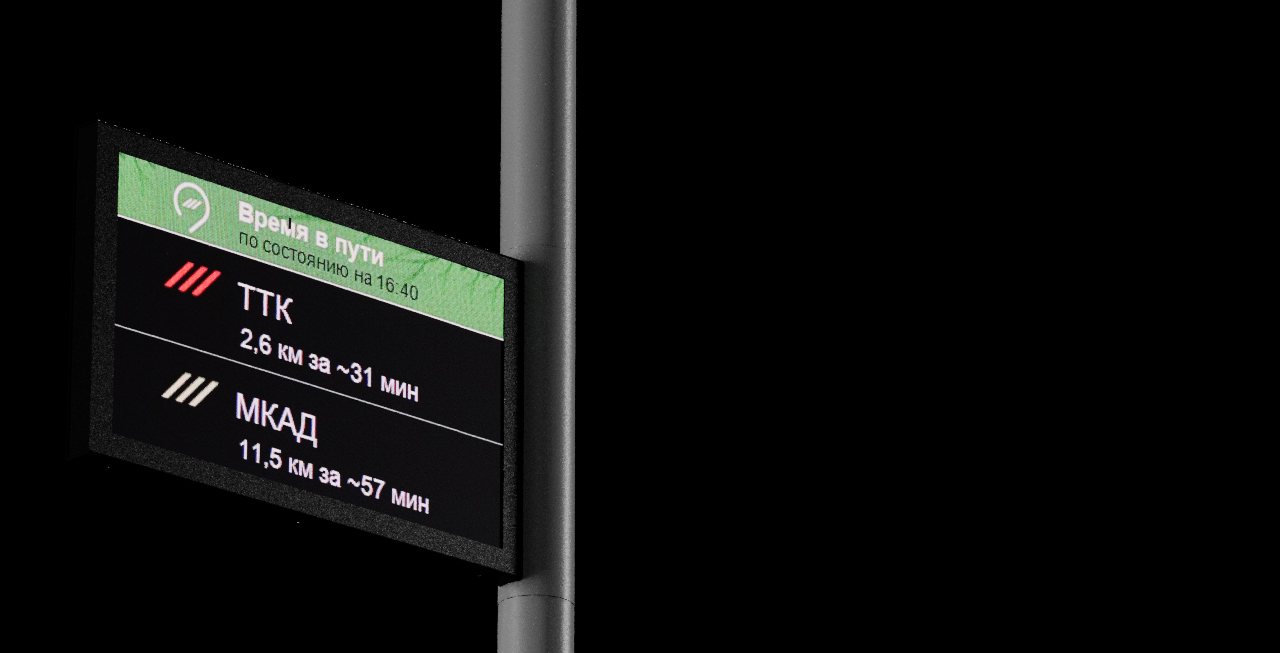 Время в пути
по состоянию на 16:40
ТТК
2,6 км за ~31 мин
МКАД
11,5 км за ~57 мин